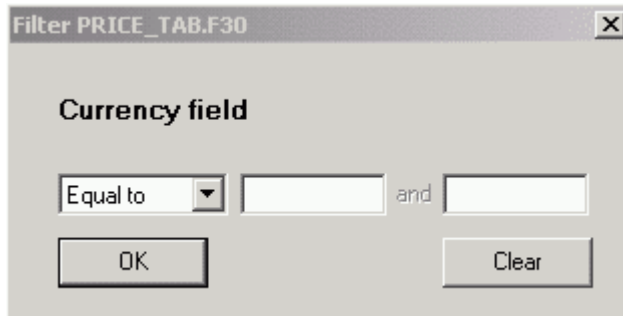 Filter PRICE_TAB.F30
Currency field
Equal to and
OK Clear